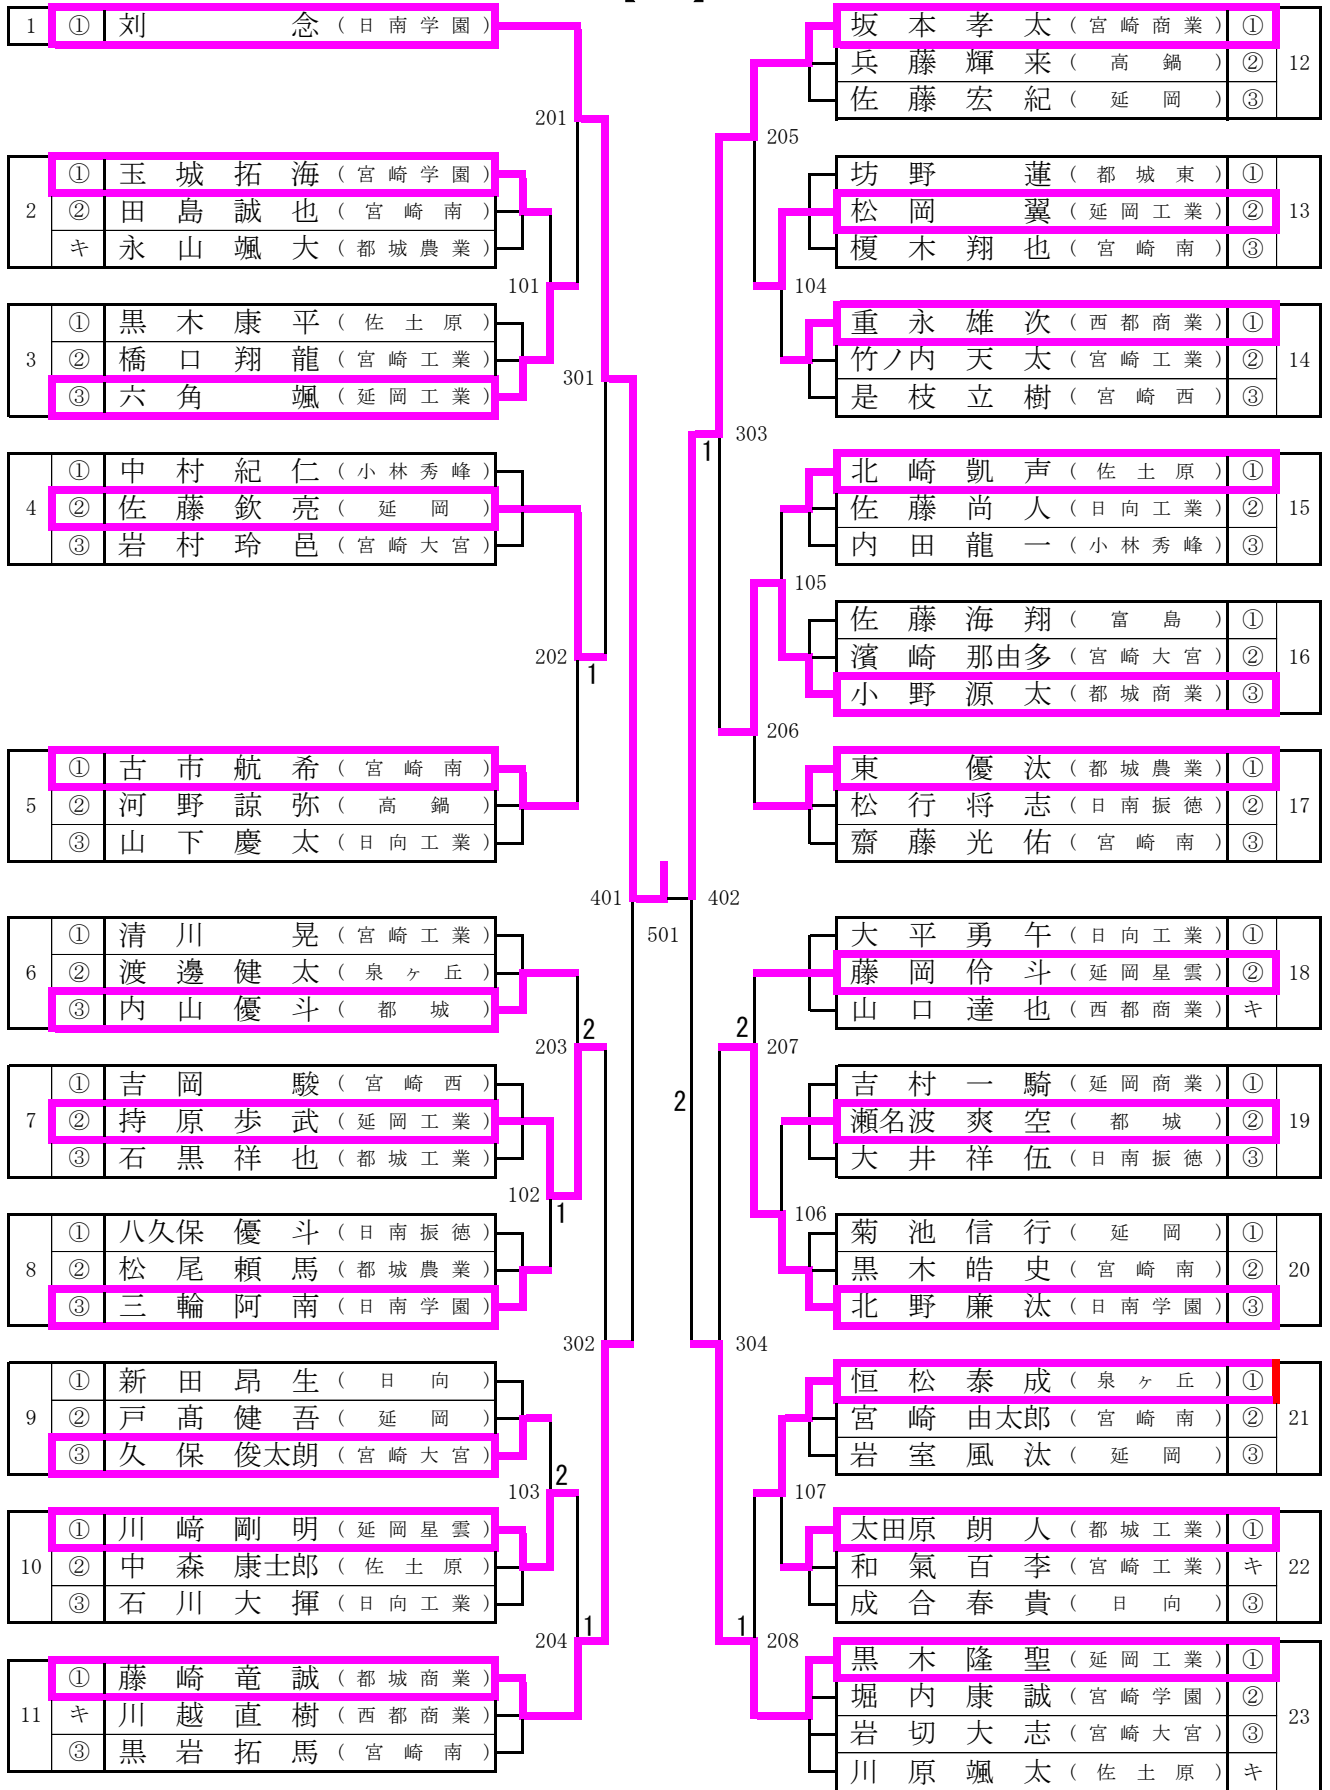 1 ① 刘 念 (日南学園)
201
2 ① 玉城拓海 (宮崎学園)
② 田島誠也 (宮崎南)
キ 永山颯大 (都城農業)
101
3 ① 黒木康平 (佐土原)
② 橋口翔龍 (宮崎工業)
③ 六角 颯 (延岡工業)
301
4 ① 中村紀仁 (小林秀峰)
② 佐藤欽亮 (延岡)
③ 岩村玲邑 (宮崎大宮)
202
1
5 ① 古市航希 (宮崎南)
② 河野諒弥 (高鍋)
③ 山下慶太 (日向工業)
401
6 ① 清川 晃 (宮崎工業)
② 渡邊健太 (泉ヶ丘)
③ 内山優斗 (都城)
2
203
7 ① 吉岡 駿 (宮崎西)
② 持原歩武 (延岡工業)
③ 石黒祥也 (都城工業)
102
1
8 ① 八久保優斗 (日南振徳)
② 松尾頼馬 (都城農業)
③ 三輪阿南 (日南学園)
302
9 ① 新田昂生 (日向)
② 戸髙健吾 (延岡)
③ 久保俊太朗 (宮崎大宮)
2
103
10 ① 川﨑剛明 (延岡星雲)
② 中森康士郎 (佐土原)
③ 石川大揮 (日向工業)
1
204
11 ① 藤崎竜誠 (都城商業)
キ 川越直樹 (西都商業)
③ 黒岩拓馬 (宮崎南)
501
2
坂本孝太 (宮崎商業) ① 12
兵藤輝来 (高鍋) ②
佐藤宏紀 (延岡) ③
205
坊野 蓮 (都城東) ① 13
松岡 翼 (延岡工業) ②
榎木翔也 (宮崎南) ③
104
重永雄次 (西都商業) ① 14
竹ノ内天太 (宮崎工業) ②
是枝立樹 (宮崎西) ③
303
1
北崎凱声 (佐土原) ① 15
佐藤尚人 (日向工業) ②
内田龍一 (小林秀峰) ③
105
佐藤海翔 (富島) ① 16
濱崎那由多 (宮崎大宮) ②
小野源太 (都城商業) ③
206
東 優汰 (都城農業) ① 17
松行将志 (日南振徳) ②
齋藤光佑 (宮崎南) ③
402
大平勇午 (日向工業) ① 18
藤岡伶斗 (延岡星雲) ②
山口達也 (西都商業) キ
2
207
吉村一騎 (延岡商業) ① 19
瀬名波爽空 (都城) ②
大井祥伍 (日南振徳) ③
106
菊池信行 (延岡) ① 20
黒木皓史 (宮崎南) ②
北野廉汰 (日南学園) ③
304
恒松泰成 (泉ヶ丘) ① 21
宮崎由太郎 (宮崎南) ②
岩室風汰 (延岡) ③
107
太田原朗人 (都城工業) ① 22
和氣百李 (宮崎工業) キ
成合春貴 (日向) ③
1
208
黒木隆聖 (延岡工業) ① 23
堀内康誠 (宮崎学園) ②
岩切大志 (宮崎大宮) ③
川原颯太 (佐土原) キ